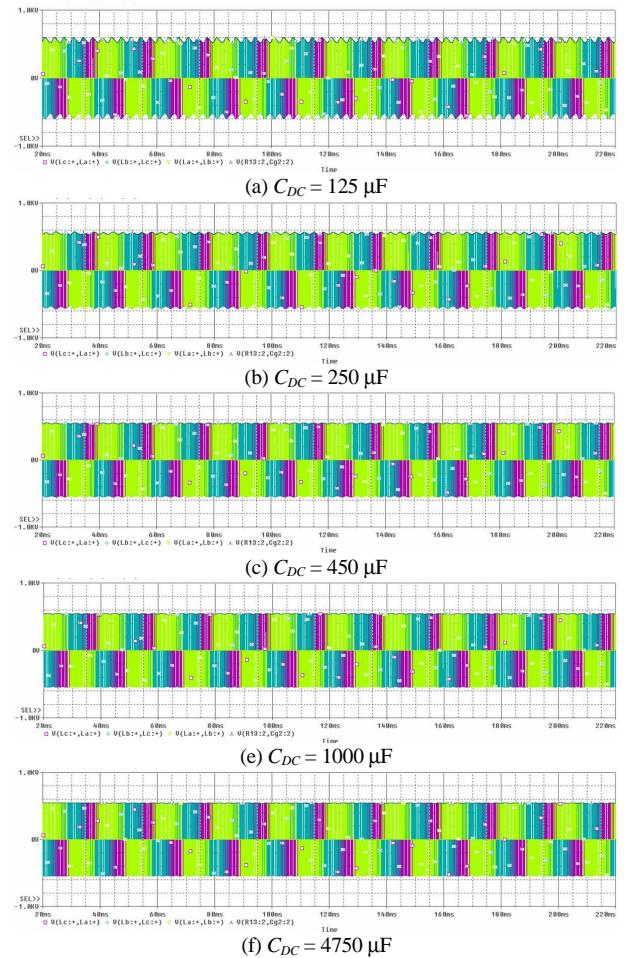 1.0KV
0V
SEL>>
-1.0KV
20ms 40ms 60ms 80ms 100ms 120ms 140ms 160ms 180ms 200ms 220ms
V(Lc:+,La:+) V(Lb:+,Lc:+) V(La:+,Lb:+) V(R13:2,Cg2:2)
Time
(a) C_DC = 125 µF
1.0KV
0V
SEL>>
-1.0KV
20ms 40ms 60ms 80ms 100ms 120ms 140ms 160ms 180ms 200ms 220ms
V(Lc:+,La:+) V(Lb:+,Lc:+) V(La:+,Lb:+) V(R13:2,Cg2:2)
Time
(b) C_DC = 250 µF
1.0KV
0V
SEL>>
-1.0KV
20ms 40ms 60ms 80ms 100ms 120ms 140ms 160ms 180ms 200ms 220ms
V(Lc:+,La:+) V(Lb:+,Lc:+) V(La:+,Lb:+) V(R13:2,Cg2:2)
Time
(c) C_DC = 450 µF
1.0KV
0V
SEL>>
-1.0KV
20ms 40ms 60ms 80ms 100ms 120ms 140ms 160ms 180ms 200ms 220ms
V(Lc:+,La:+) V(Lb:+,Lc:+) V(La:+,Lb:+) V(R13:2,Cg2:2)
Time
(e) C_DC = 1000 µF
1.0KV
0V
SEL>>
-1.0KV
20ms 40ms 60ms 80ms 100ms 120ms 140ms 160ms 180ms 200ms 220ms
V(Lc:+,La:+) V(Lb:+,Lc:+) V(La:+,Lb:+) V(R13:2,Cg2:2)
Time
(f) C_DC = 4750 µF